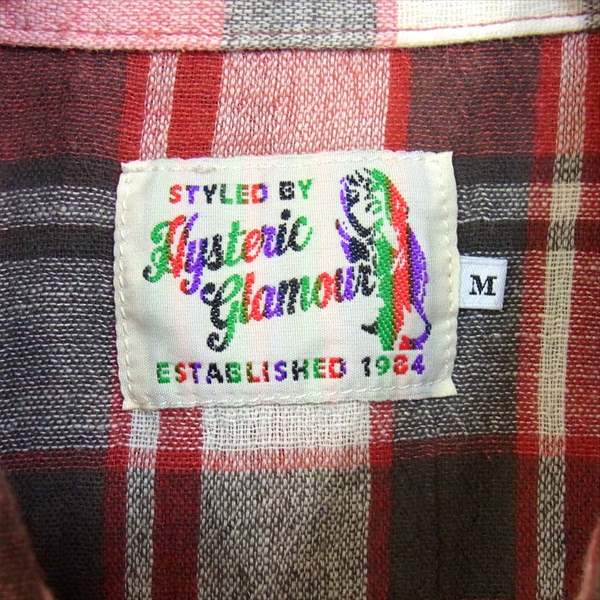 STYLED BY
Hysteric
Glamour
ESTABLISHED 1984
M